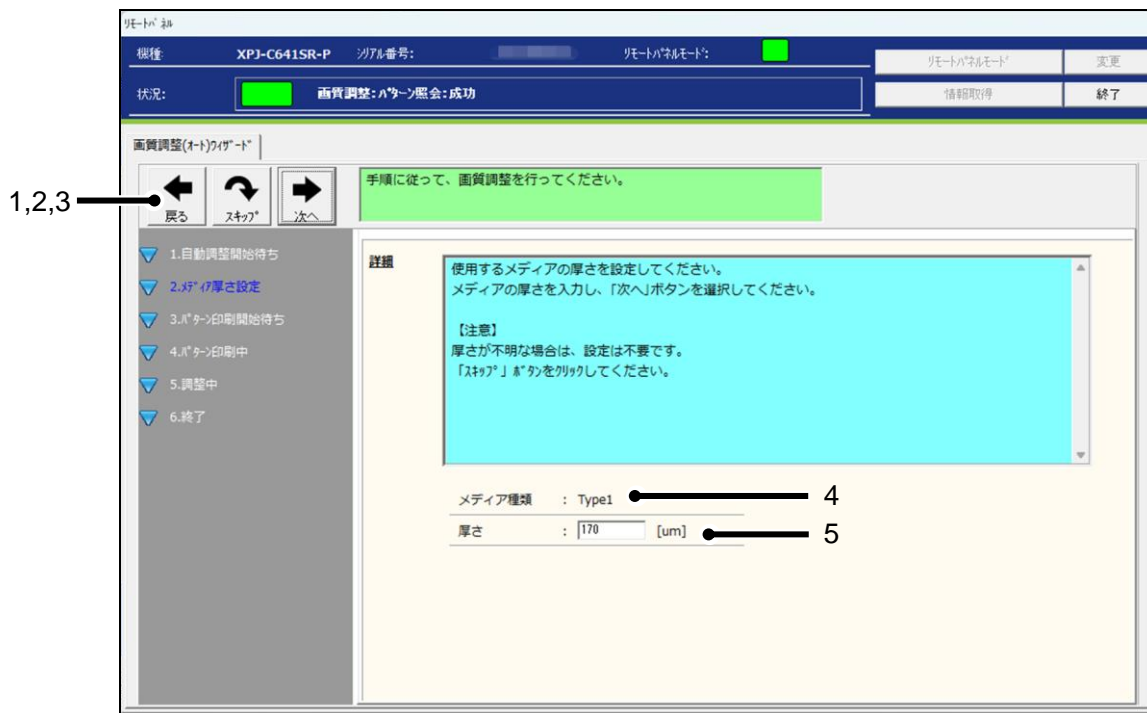 リモートパネル
機種: XPJ-C641SR-P シリアル番号: リモートパネルモード:
リモートパネルモード 変更
状況: 画質調整:パターン照会:成功
情報取得 終了
画質調整(オート)ウィザード
戻る スキップ 次へ
手順に従って、画質調整を行ってください。
1,2,3
1.自動調整開始待ち
2.メディア厚さ設定
3.パターン印刷開始待ち
4.パターン印刷中
5.調整中
6.終了
詳細
使用するメディアの厚さを設定してください。
メディアの厚さを入力し、「次へ」ボタンを選択してください。
【注意】
厚さが不明な場合は、設定は不要です。
「スキップ」ボタンをクリックしてください。
メディア種類 : Type1 4
厚さ : 170 [um] 5